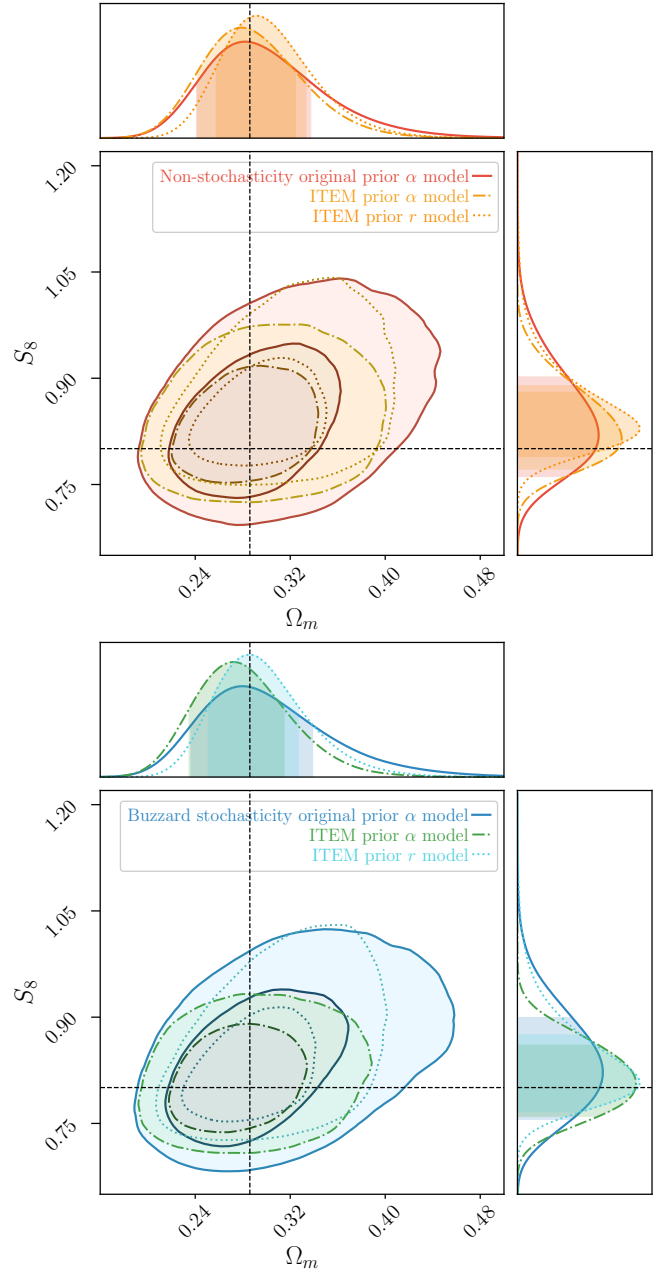 Non-stochasticity original prior α model
ITEM prior α model
ITEM prior r model
1.20
1.05
0.90
0.75
S₈
0.24
0.32
0.40
0.48
Ωₘ
Buzzard stochasticity original prior α model
ITEM prior α model
ITEM prior r model
1.20
1.05
0.90
0.75
S₈
0.24
0.32
0.40
0.48
Ωₘ